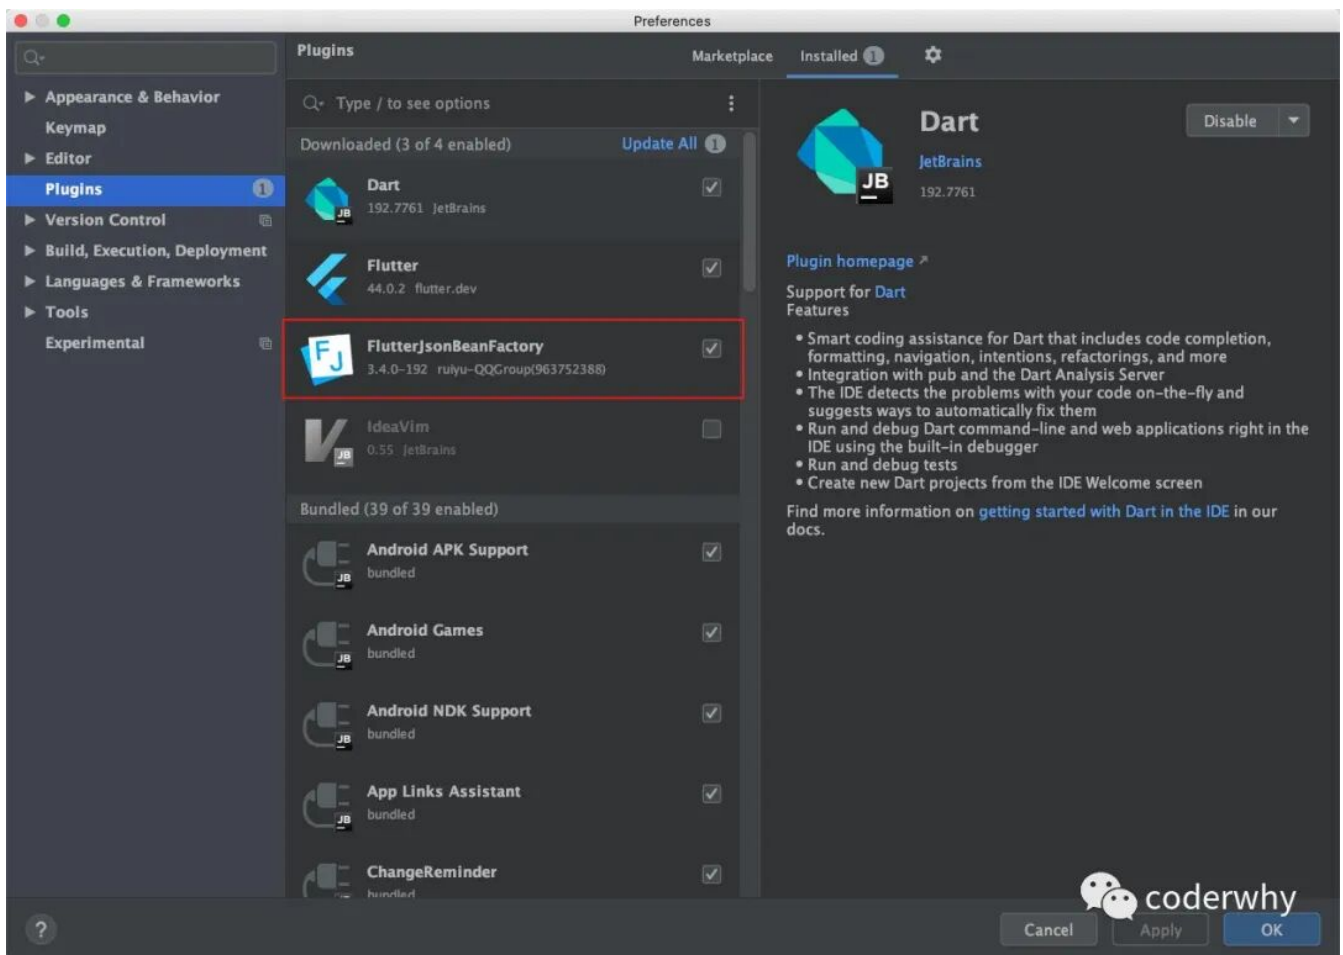 Preferences
Appearance & Behavior
Keymap
Editor
Plugins
1
Version Control
Build, Execution, Deployment
Languages & Frameworks
Tools
Experimental
Plugins
Marketplace
Installed 1
Type / to see options
Downloaded (3 of 4 enabled)
Update All 1
Dart
192.7761 JetBrains
Flutter
44.0.2 flutter.dev
FlutterJsonBeanFactory
3.4.0-192 ruiyu-QQGroup(963752388)
IdeaVim
0.55 JetBrains
Bundled (39 of 39 enabled)
Android APK Support
bundled
Android Games
bundled
Android NDK Support
bundled
App Links Assistant
bundled
ChangeReminder
bundled
JB
Dart
JetBrains
192.7761
Disable
Plugin homepage
Support for Dart
Features
• Smart coding assistance for Dart that includes code completion,
formatting, navigation, intentions, refactorings, and more
• Integration with pub and the Dart Analysis Server
• The IDE detects the problems with your code on-the-fly and
suggests ways to automatically fix them
• Run and debug Dart command-line and web applications right in the
IDE using the built-in debugger
• Run and debug tests
• Create new Dart projects from the IDE Welcome screen
Find more information on getting started with Dart in the IDE in our
docs.
coderwhy
?
Cancel
Apply
OK